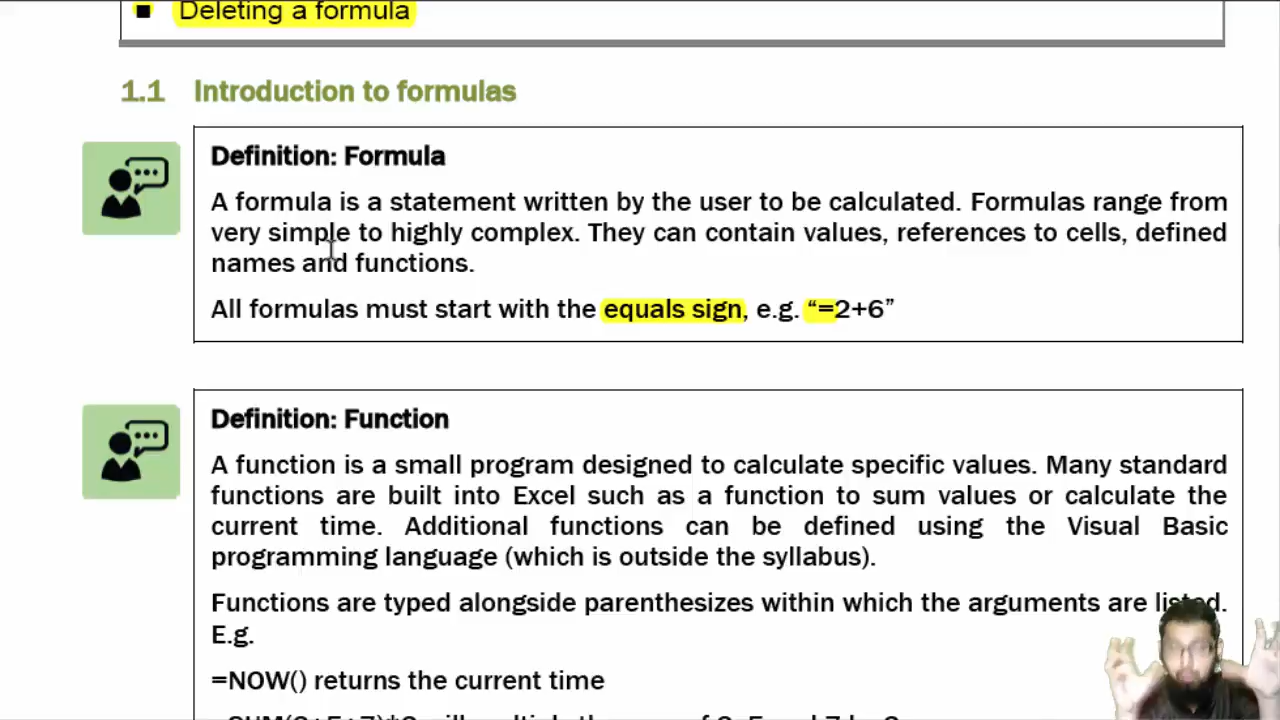 ■ Deleting a formula
1.1 Introduction to formulas
Definition: Formula
A formula is a statement written by the user to be calculated. Formulas range from
very simple to highly complex. They can contain values, references to cells, defined
names and functions.
All formulas must start with the equals sign, e.g. “=2+6”
Definition: Function
A function is a small program designed to calculate specific values. Many standard
functions are built into Excel such as a function to sum values or calculate the
current time. Additional functions can be defined using the Visual Basic
programming language (which is outside the syllabus).
Functions are typed alongside parenthesizes within which the arguments are listed.
E.g.
=NOW() returns the current time